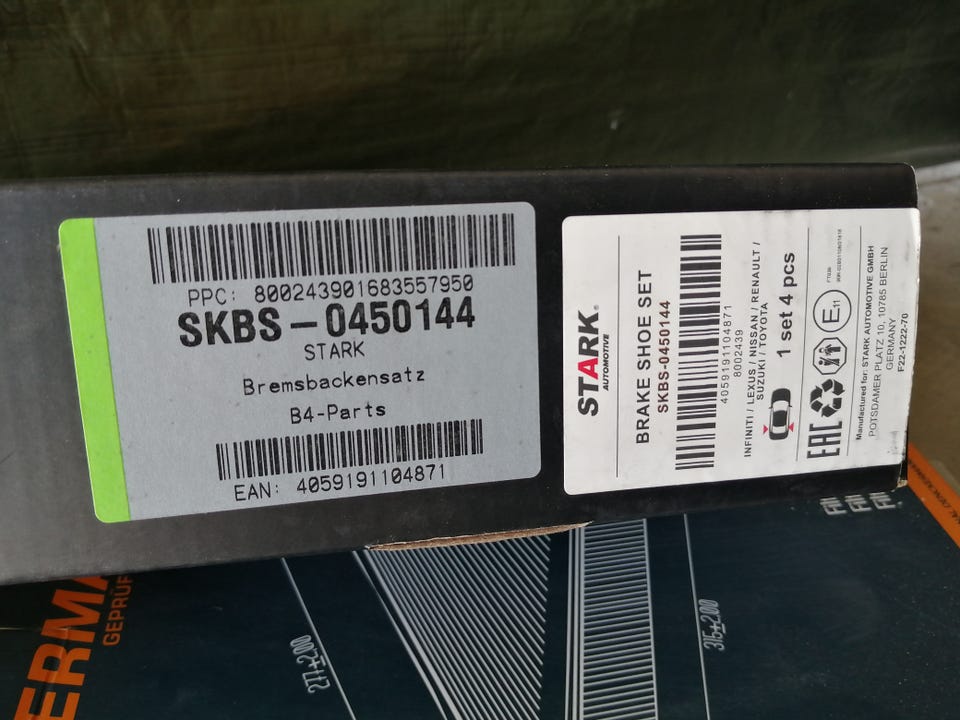 PPC: 800243901683557950
SKBS-0450144
STARK
Bremsbackensatz
B4-Parts
EAN: 4059191104871
STARK
AUTOMOTIVE
BRAKE SHOE SET
SKBS-0450144
4059191104871
8002439
INFINITI / LEXUS / NISSAN / RENAULT /
SUZUKI / TOYOTA
1 set 4 pcs
EAC
E11
Manufactured for: STARK AUTOMOTIVE GMBH
POTSDAMER PLATZ 10, 10785 BERLIN
GERMANY
F22-1222-70
ERMA
GEPRÜF
277±2.00
315±2.00